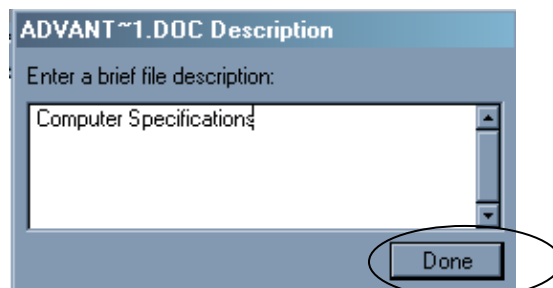 ADVANT~1.DOC Description
Enter a brief file description:
Computer Specifications
Done